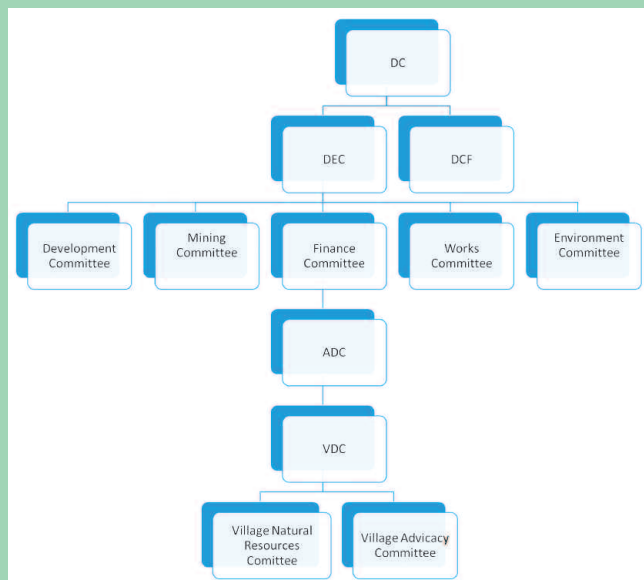 DC
DEC
DCF
Development
Committee
Mining
Committee
Finance
Committee
Works
Committee
Environment
Committee
ADC
VDC
Village Natural
Resources
Comittee
Village Advicacy
Committee